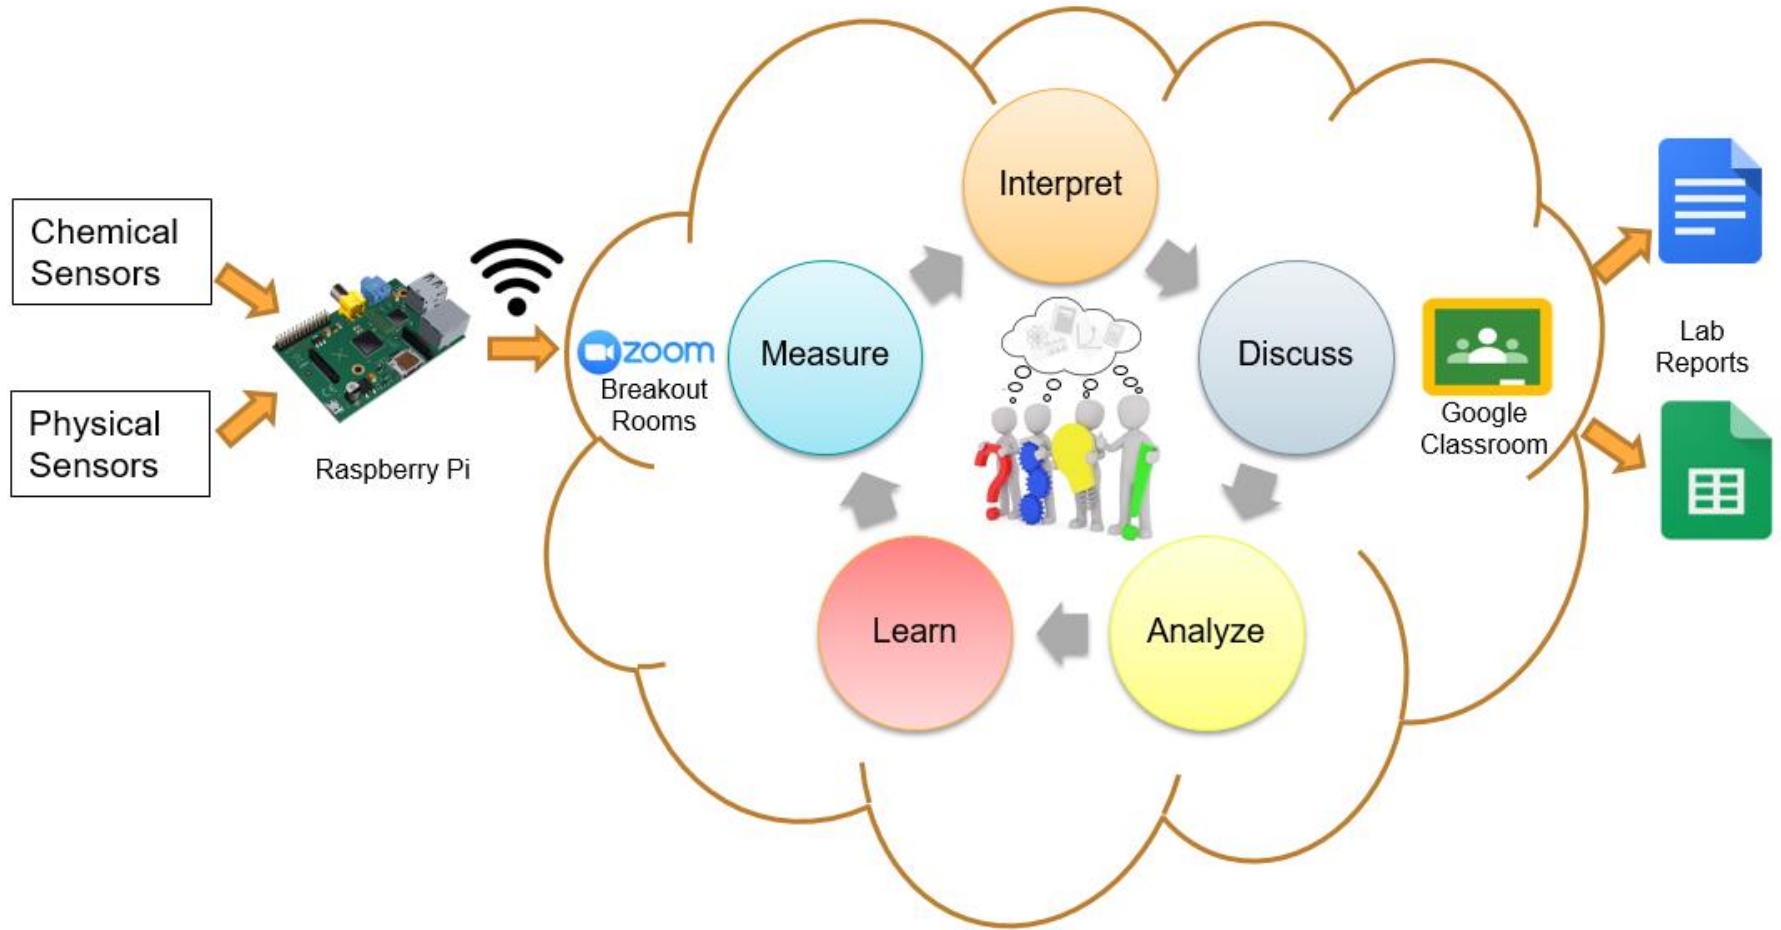 Chemical
Sensors
Physical
Sensors
Raspberry Pi
zoom
Breakout
Rooms
Measure
Interpret
Discuss
Analyze
Learn
Google
Classroom
Lab
Reports